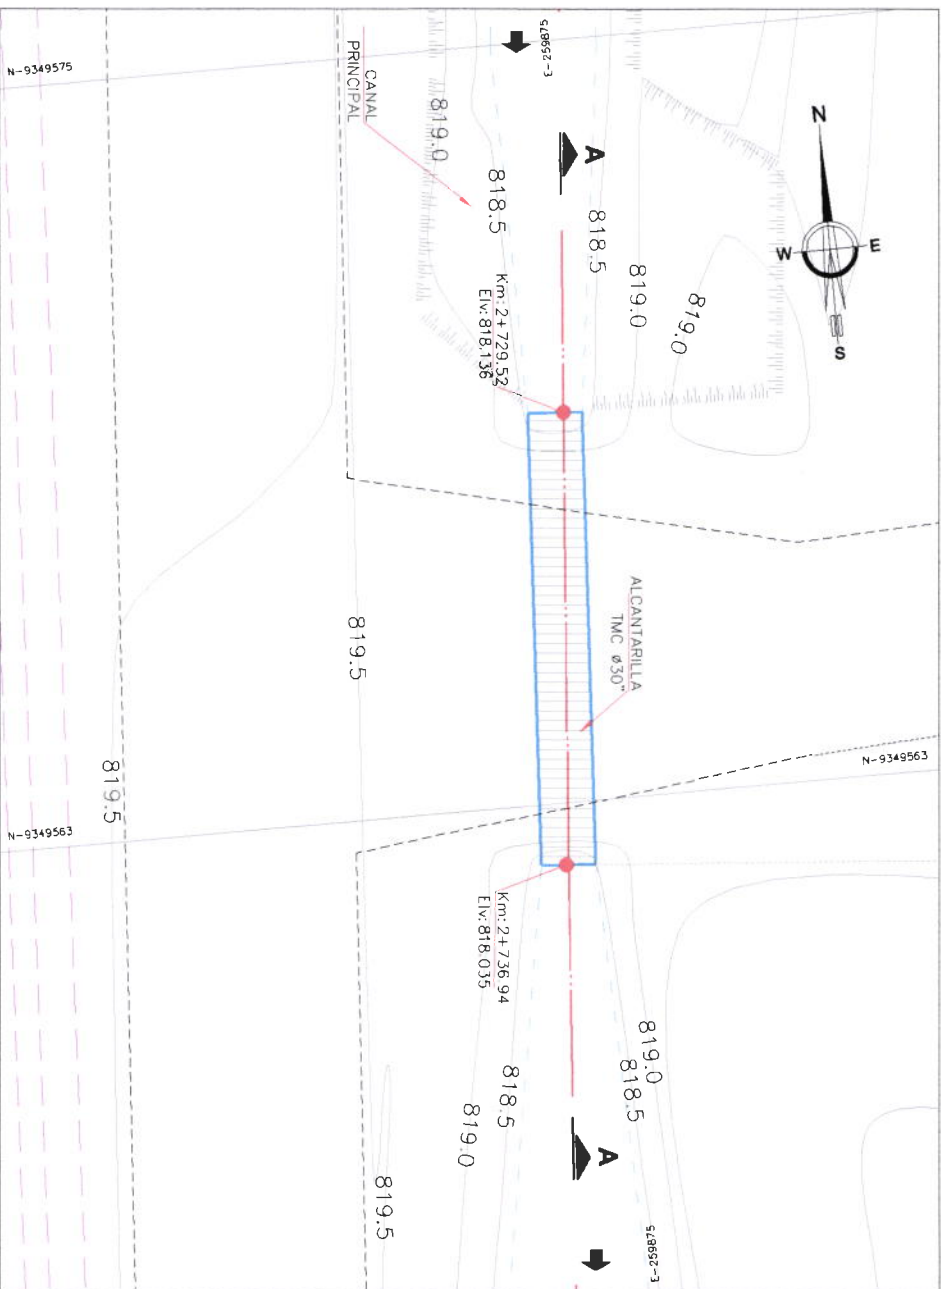 N-9349575
CANAL
PRINCIPAL
819.0
818.5
E-259875
A
818.5
819.0
819.0
N
W
E
S
Km: 2+729.52
Elv: 818.136
ALCANTARILLA
TMC ø30"
819.5
819.5
N-9349563
N-9349563
Km: 2+736.94
Elv: 818.035
819.0
818.5
818.5
819.0
819.5
A
E-259875